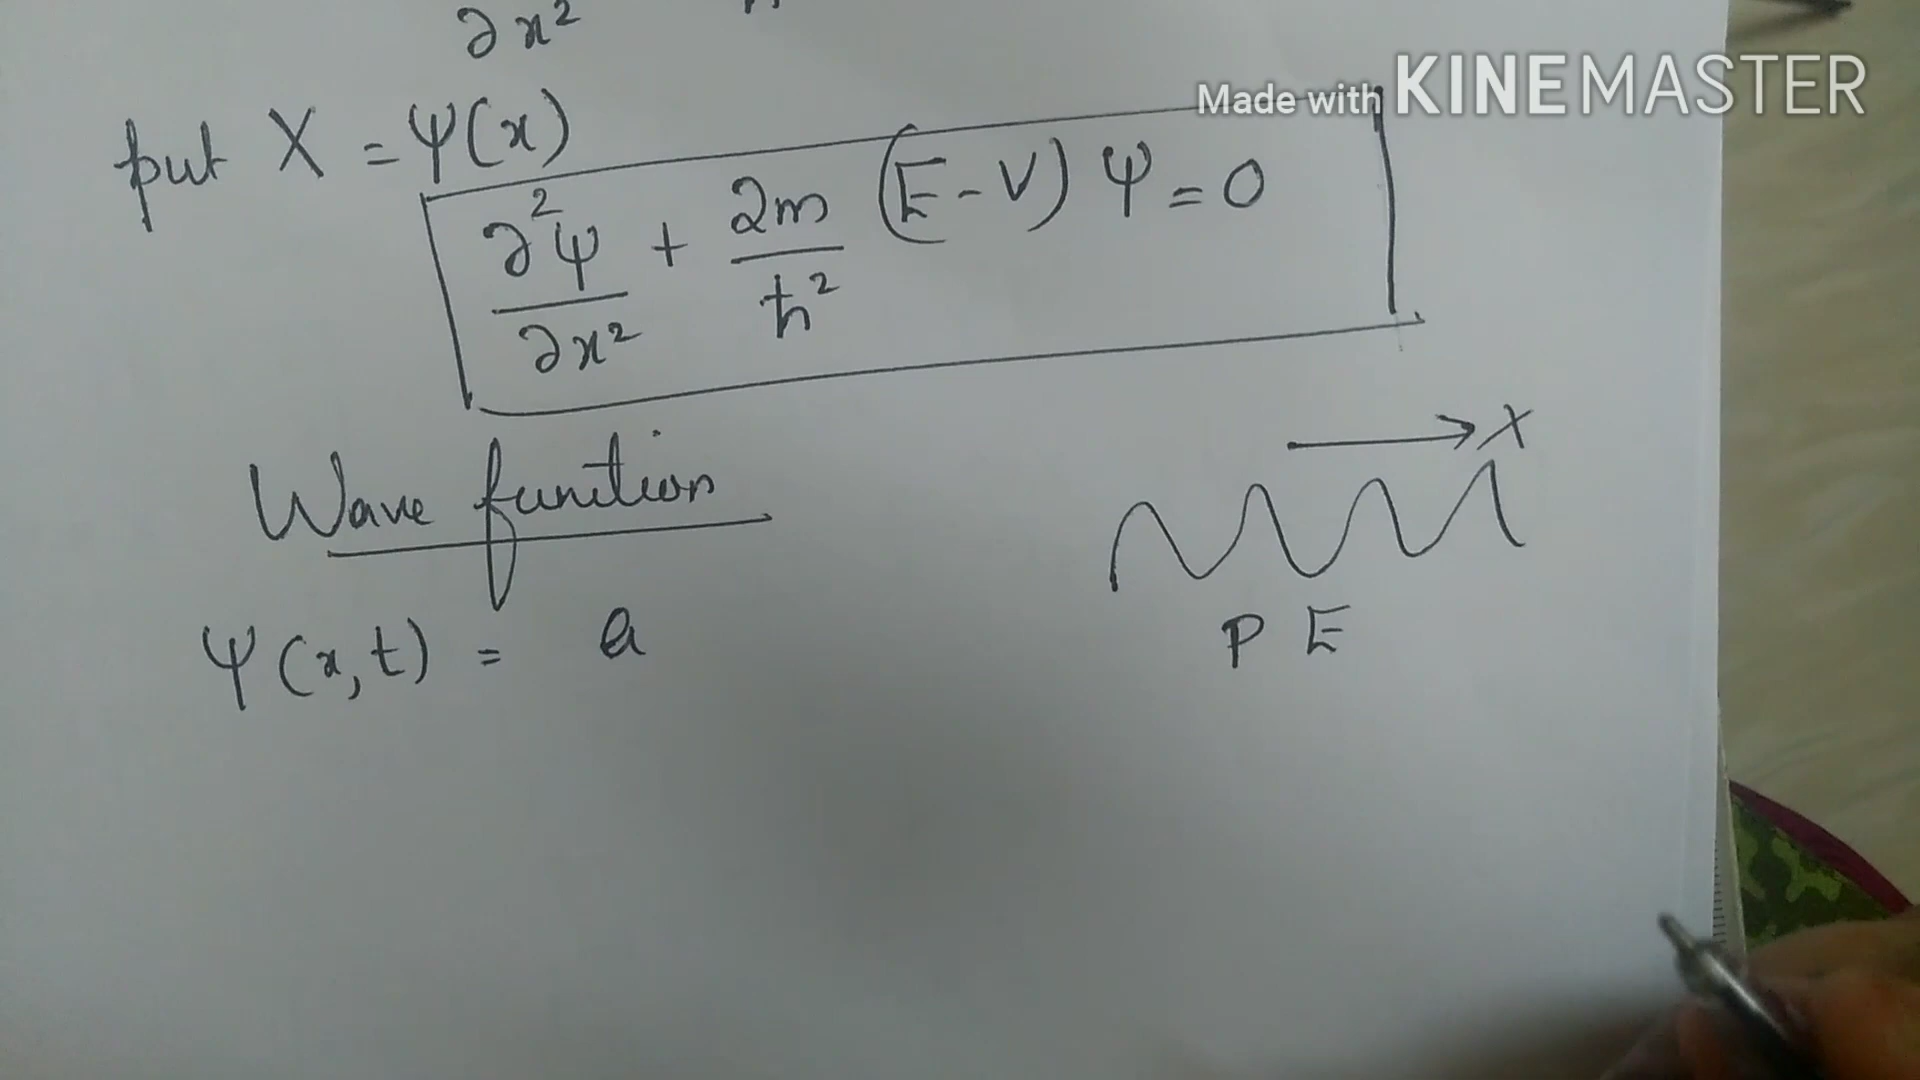 ∂x²
Made with KINEMASTER
put X = Ψ(x)
∂²Ψ/∂x² + 2m/ħ² (E - V) Ψ = 0
Wave function
X
Ψ(x, t) = a
P E